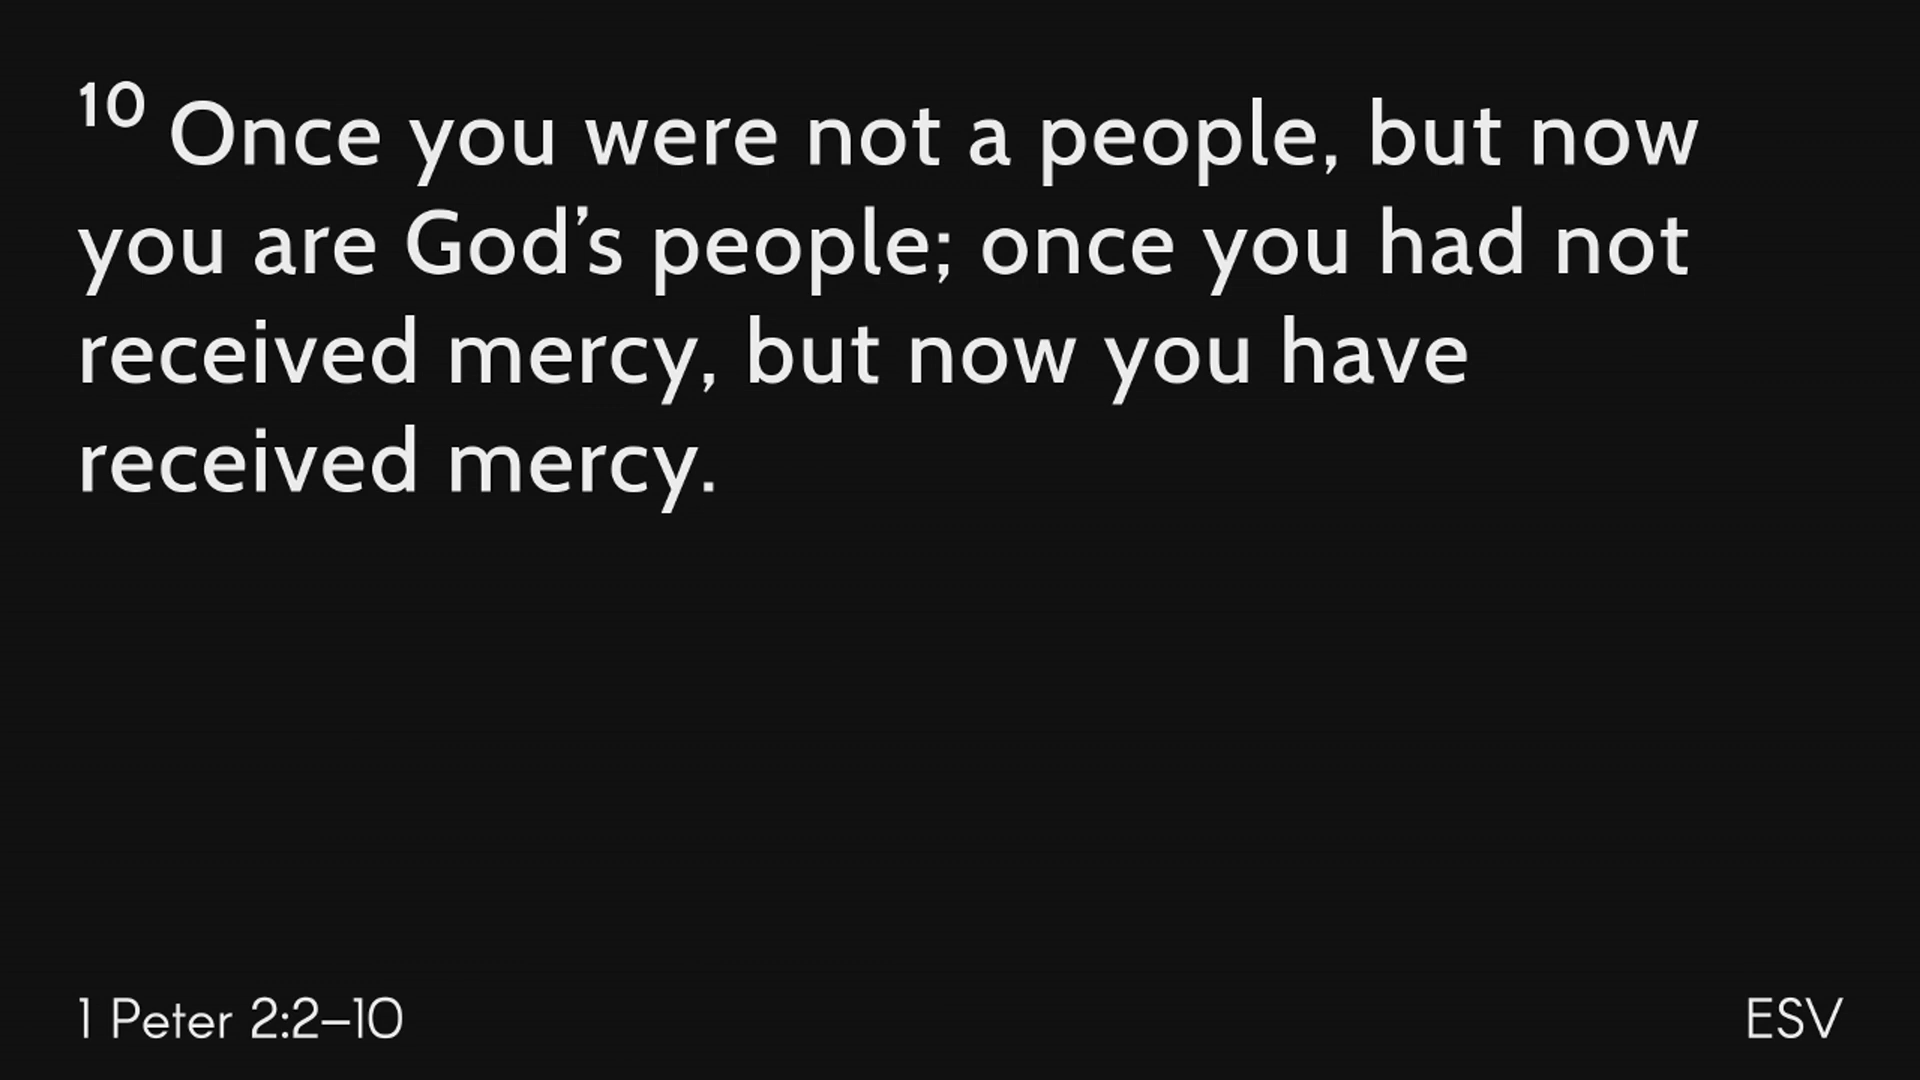 10 Once you were not a people, but now
you are God’s people; once you had not
received mercy, but now you have
received mercy.
1 Peter 2:2–10
ESV